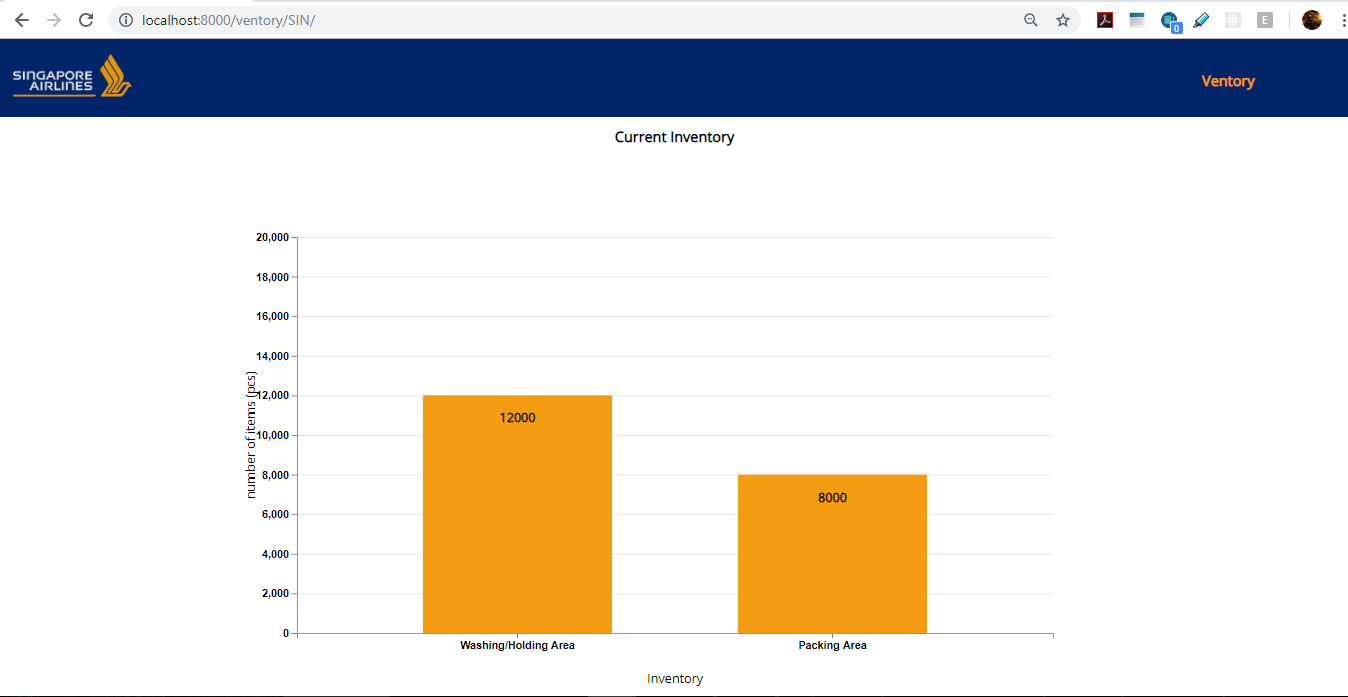 localhost:8000/ventory/SIN/
0
E
SINGAPORE
AIRLINES
Ventory
Current Inventory
number of items (pcs)
20,000
18,000
16,000
14,000
12,000
10,000
8,000
6,000
4,000
2,000
0
12000
8000
Washing/Holding Area
Packing Area
Inventory